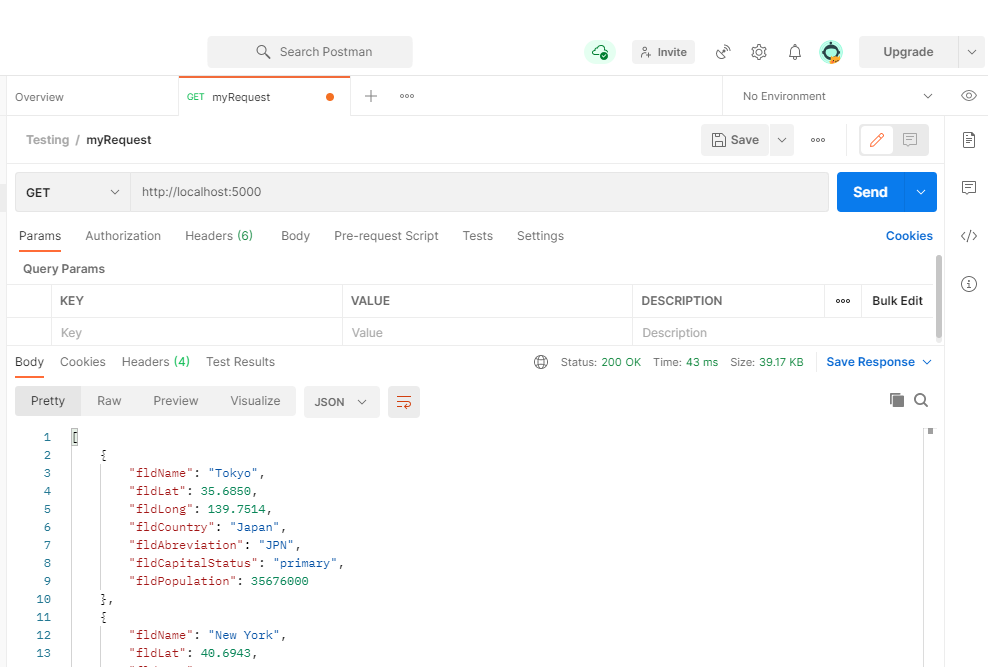 Search Postman
Invite
Upgrade
Overview
GET myRequest
No Environment
Testing / myRequest
Save
GET
http://localhost:5000
Send
Params Authorization Headers (6) Body Pre-request Script Tests Settings Cookies
Query Params
KEY VALUE DESCRIPTION Bulk Edit
Key Value Description
Body Cookies Headers (4) Test Results Status: 200 OK Time: 43 ms Size: 39.17 KB Save Response
Pretty Raw Preview Visualize JSON
1 [
2 {
3 "fldName": "Tokyo",
4 "fldLat": 35.6850,
5 "fldLong": 139.7514,
6 "fldCountry": "Japan",
7 "fldAbreviation": "JPN",
8 "fldCapitalStatus": "primary",
9 "fldPopulation": 35676000
10 },
11 {
12 "fldName": "New York",
13 "fldLat": 40.6943,